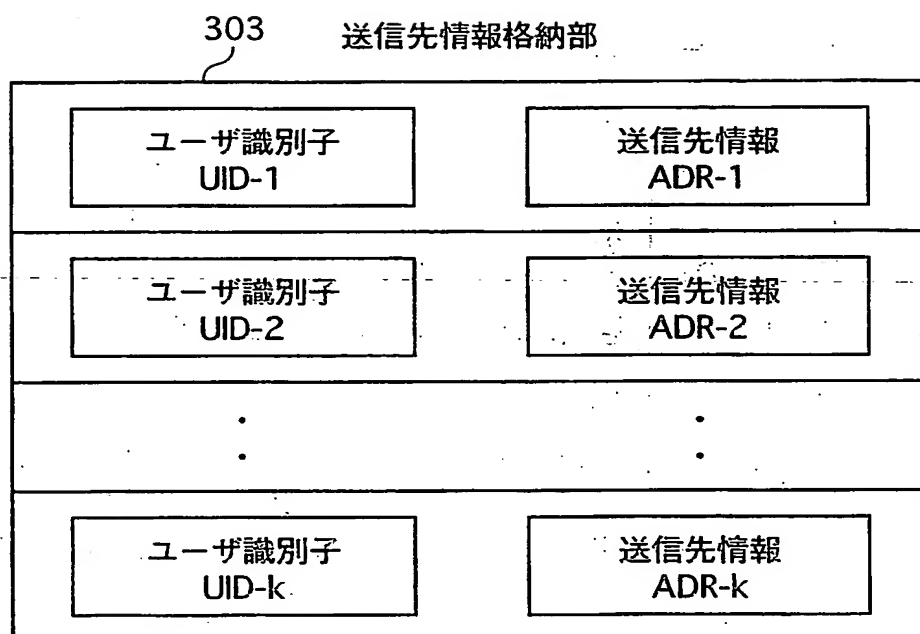 303 送信先情報格納部
ユーザ識別子 送信先情報
UID-1 ADR-1
ユーザ識別子 送信先情報
UID-2 ADR-2
ユーザ識別子 送信先情報
UID-k ADR-k